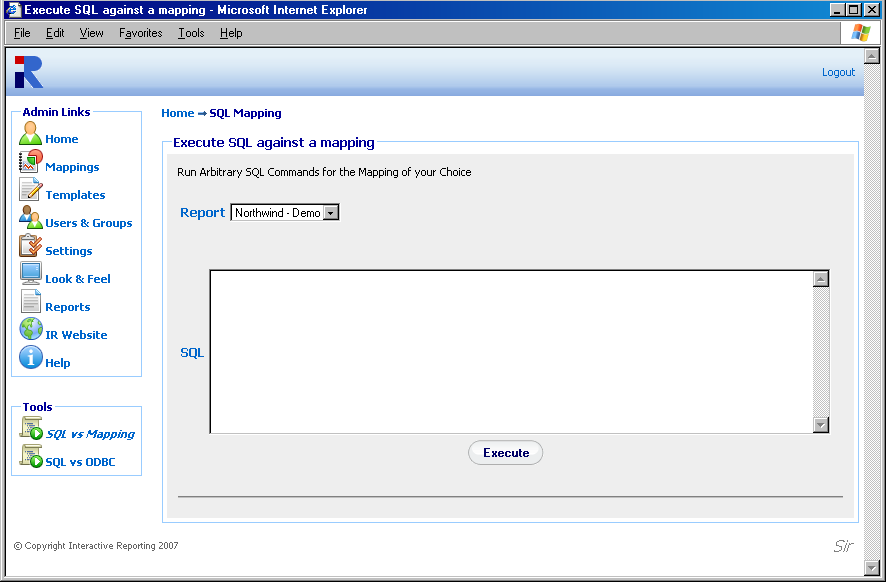 Execute SQL against a mapping - Microsoft Internet Explorer
File Edit View Favorites Tools Help
R
Logout
Admin Links
Home
Mappings
Templates
Users & Groups
Settings
Look & Feel
Reports
IR Website
Help
Tools
SQL vs Mapping
SQL vs ODBC
Home → SQL Mapping
Execute SQL against a mapping
Run Arbitrary SQL Commands for the Mapping of your Choice
Report Northwind - Demo
SQL
Execute
© Copyright Interactive Reporting 2007
Sir